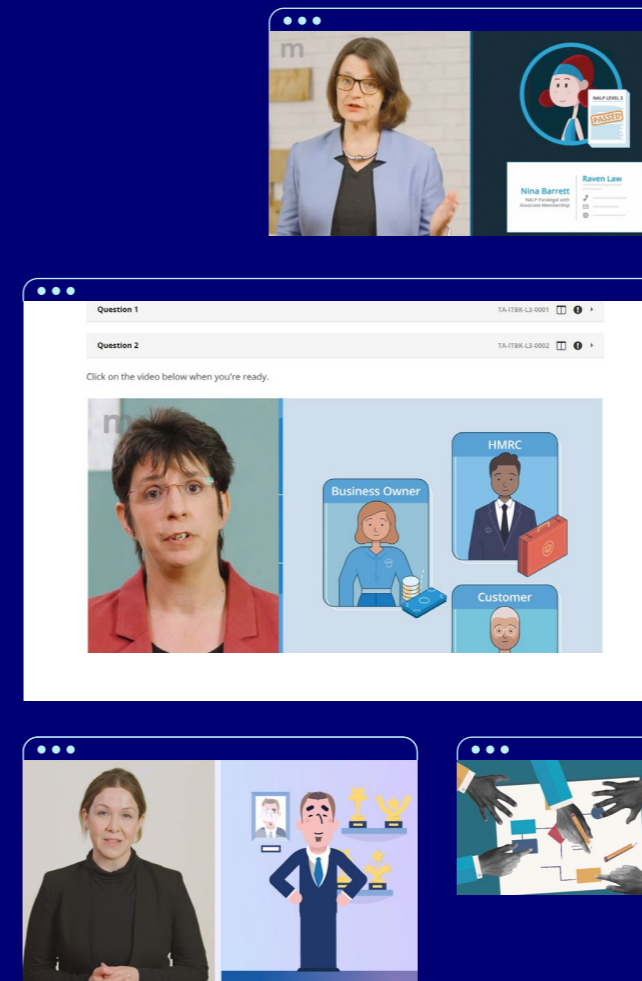 m
NALP LEVEL 3
PASSED
Nina Barrett
NALP Paralegal with
Associate Membership
Raven Law
Question 1
TA-ITBK-L3-0001
Question 2
TA-ITBK-L3-0002
Click on the video below when you're ready.
m
HMRC
Business Owner
Customer